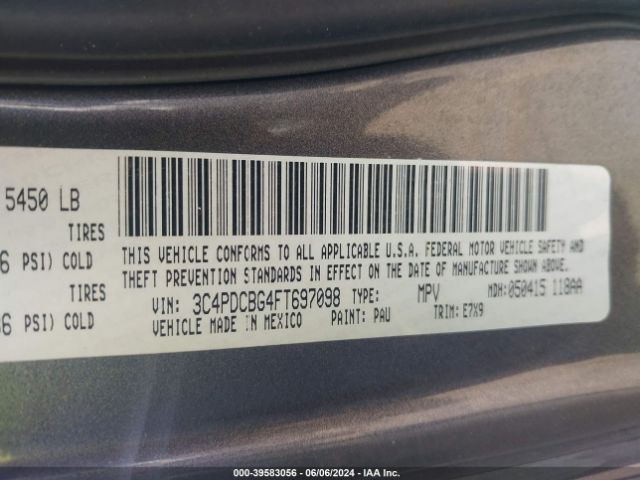 5450 LB
TIRES
6 PSI) COLD
TIRES
36 PSI) COLD
THIS VEHICLE CONFORMS TO ALL APPLICABLE U.S.A. FEDERAL MOTOR VEHICLE SAFETY AND
THEFT PREVENTION STANDARDS IN EFFECT ON THE DATE OF MANUFACTURE SHOWN ABOVE.
VIN: 3C4PDCBG4FT697098 TYPE: MPV MDH: 050415 118AA
VEHICLE MADE IN MEXICO PAINT: PAU TRIM: E7X9
000-39583056 | 06/06/2024 | IAA Inc.